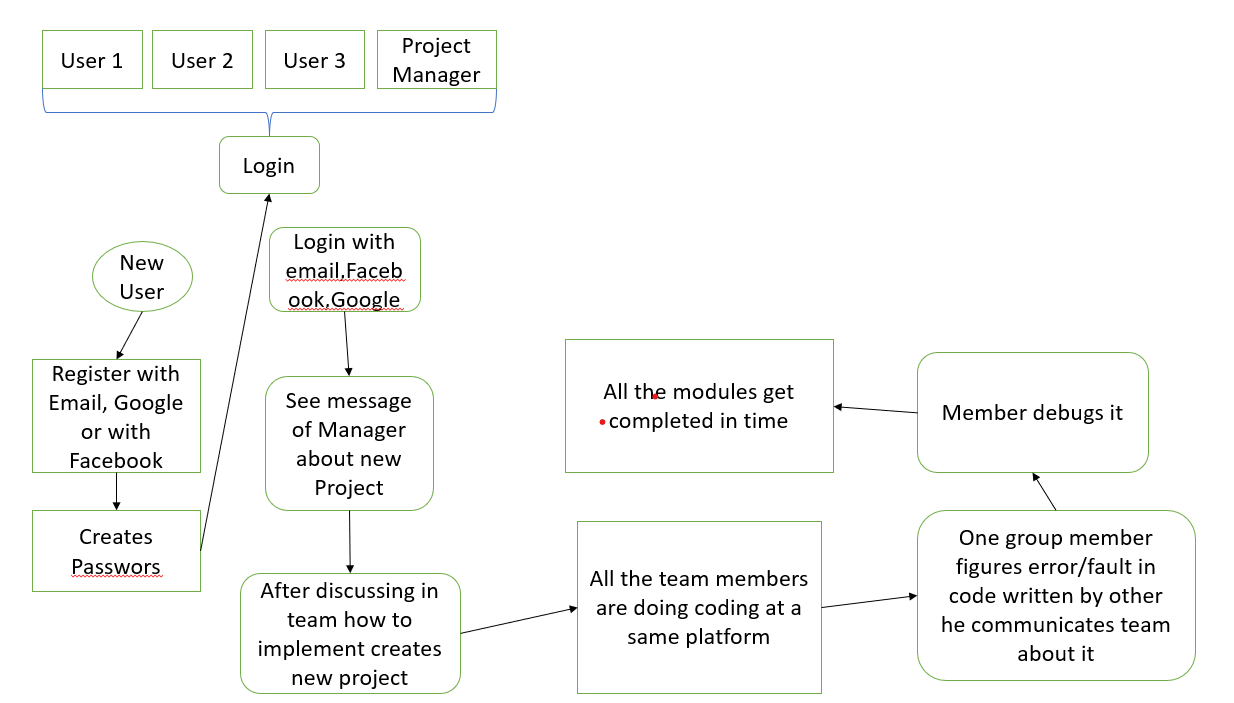 User 1
User 2
User 3
Project
Manager
Login
New
User
Register with
Email, Google
or with
Facebook
Creates
Passwors
Login with
email,Faceb
ook,Google
See message
of Manager
about new
Project
After discussing in
team how to
implement creates
new project
All the team members
are doing coding at a
same platform
One group member
figures error/fault in
code written by other
he communicates team
about it
Member debugs it
All the modules get
completed in time